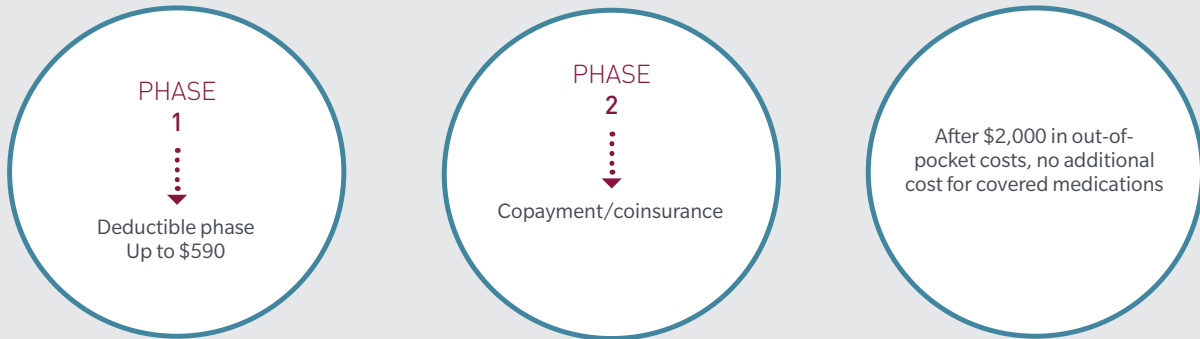 PHASE
1
Deductible phase
Up to $590
PHASE
2
Copayment/coinsurance
After $2,000 in out-of-
pocket costs, no additional
cost for covered medications